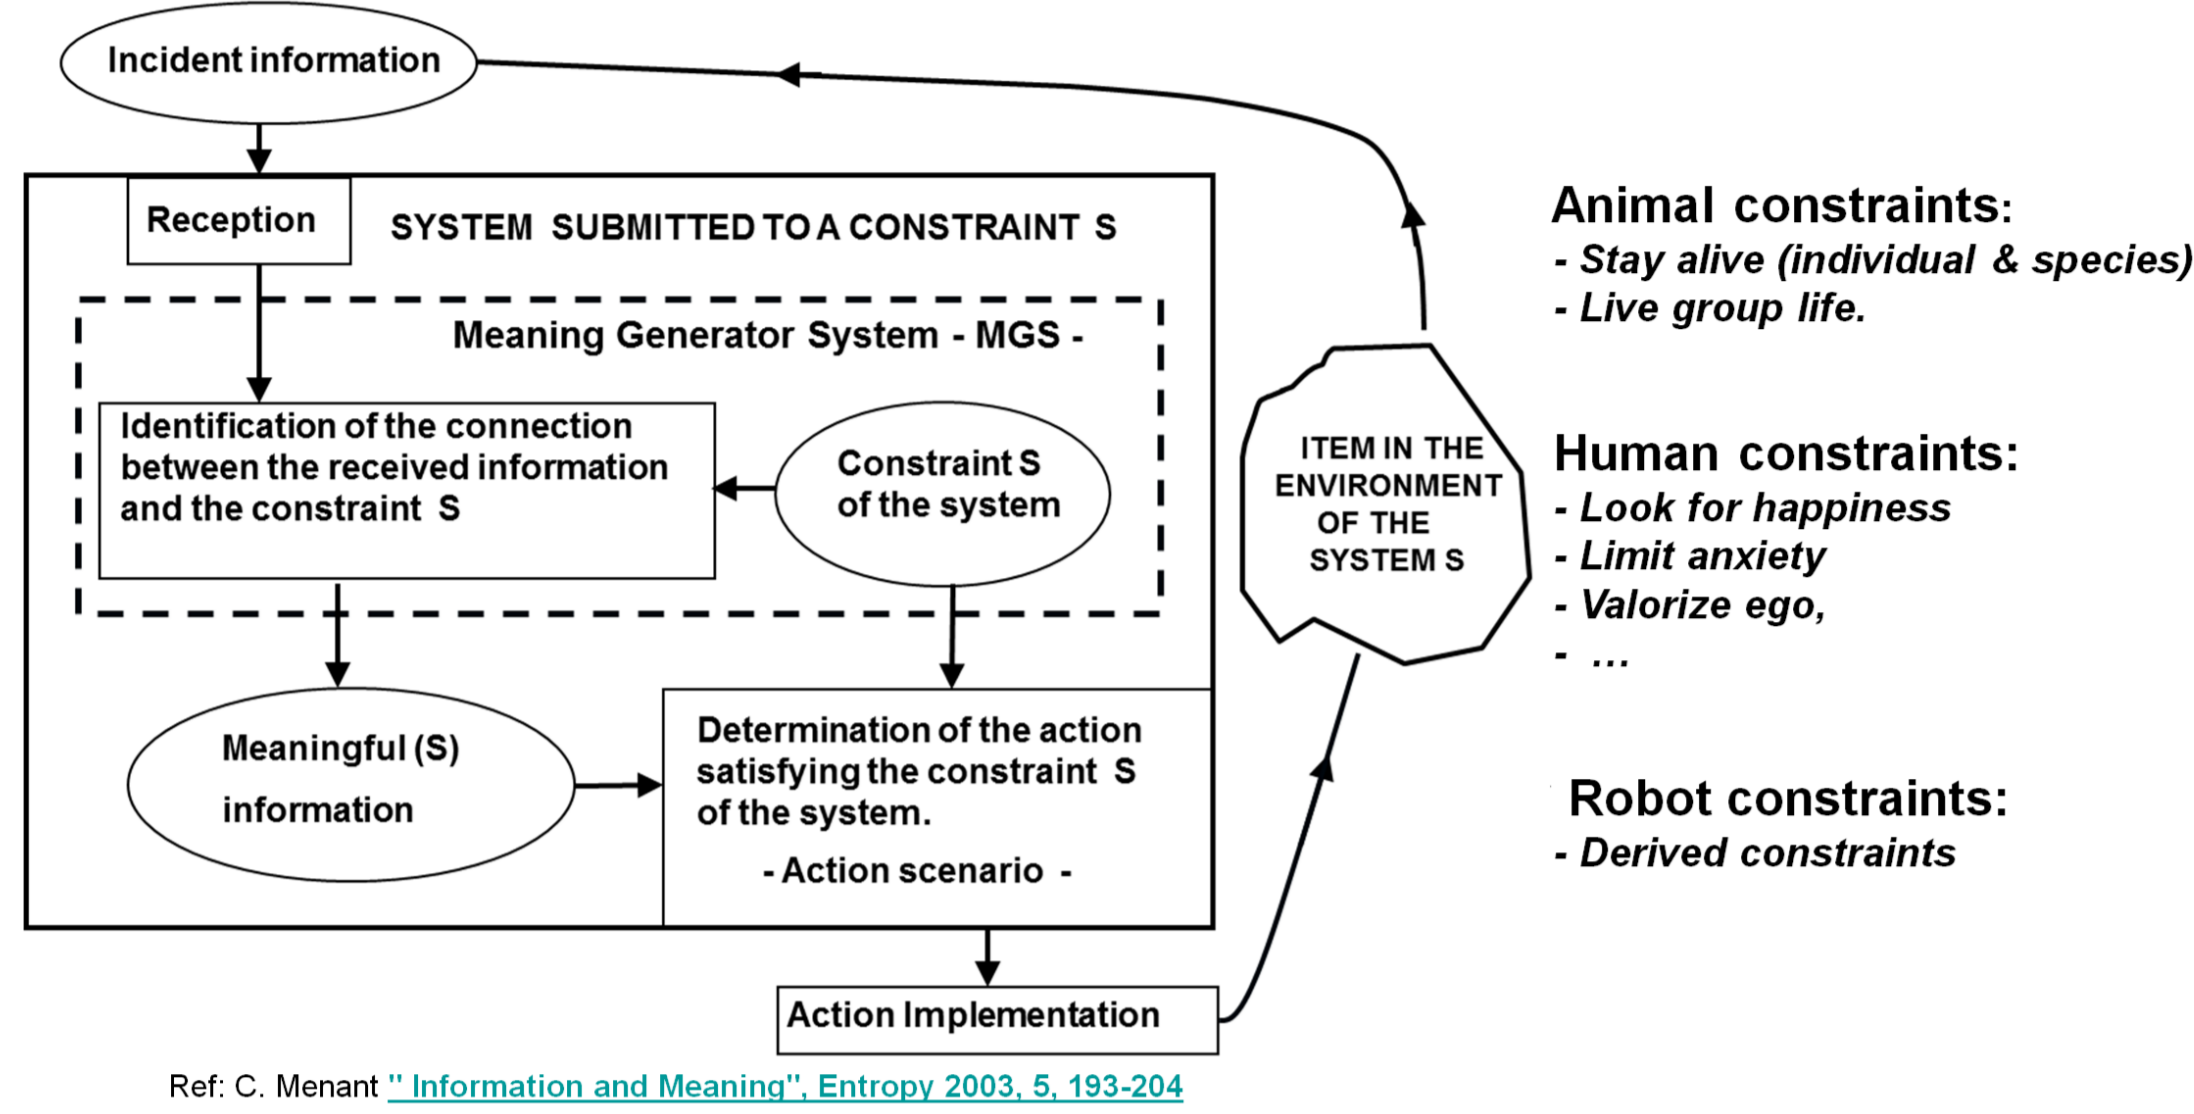 Incident information
Reception
SYSTEM SUBMITTED TO A CONSTRAINT S
Meaning Generator System - MGS -
Identification of the connection
between the received information
and the constraint S
Constraint S
of the system
Meaningful (S)
information
Determination of the action
satisfying the constraint S
of the system.
- Action scenario -
Action Implementation
ITEM IN THE
ENVIRONMENT
OF THE
SYSTEM S
Animal constraints:
- Stay alive (individual & species)
- Live group life.
Human constraints:
- Look for happiness
- Limit anxiety
- Valorize ego,
- ...
Robot constraints:
- Derived constraints
Ref: C. Menant " Information and Meaning", Entropy 2003, 5, 193-204